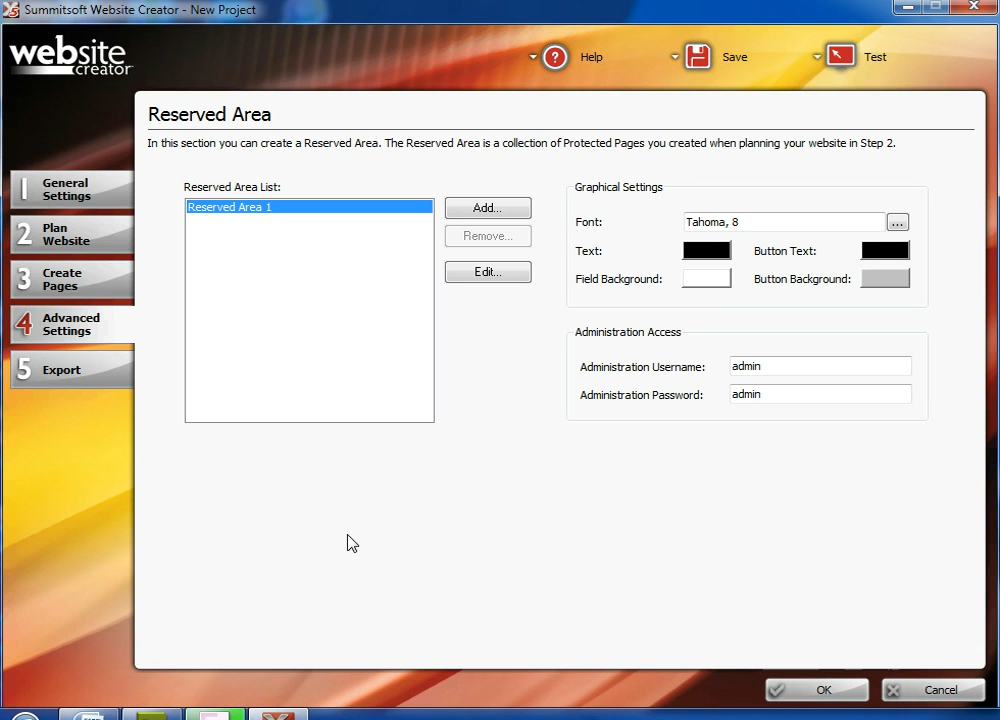 Summitsoft Website Creator - New Project
website
creator
? Help
Save
Test
Reserved Area
In this section you can create a Reserved Area. The Reserved Area is a collection of Protected Pages you created when planning your website in Step 2.
1 General
Settings
2 Plan
Website
3 Create
Pages
4 Advanced
Settings
5 Export
Reserved Area List:
Reserved Area 1
Add...
Remove...
Edit...
Graphical Settings
Font: Tahoma, 8 ...
Text: Button Text:
Field Background: Button Background:
Administration Access
Administration Username: admin
Administration Password: admin
OK Cancel